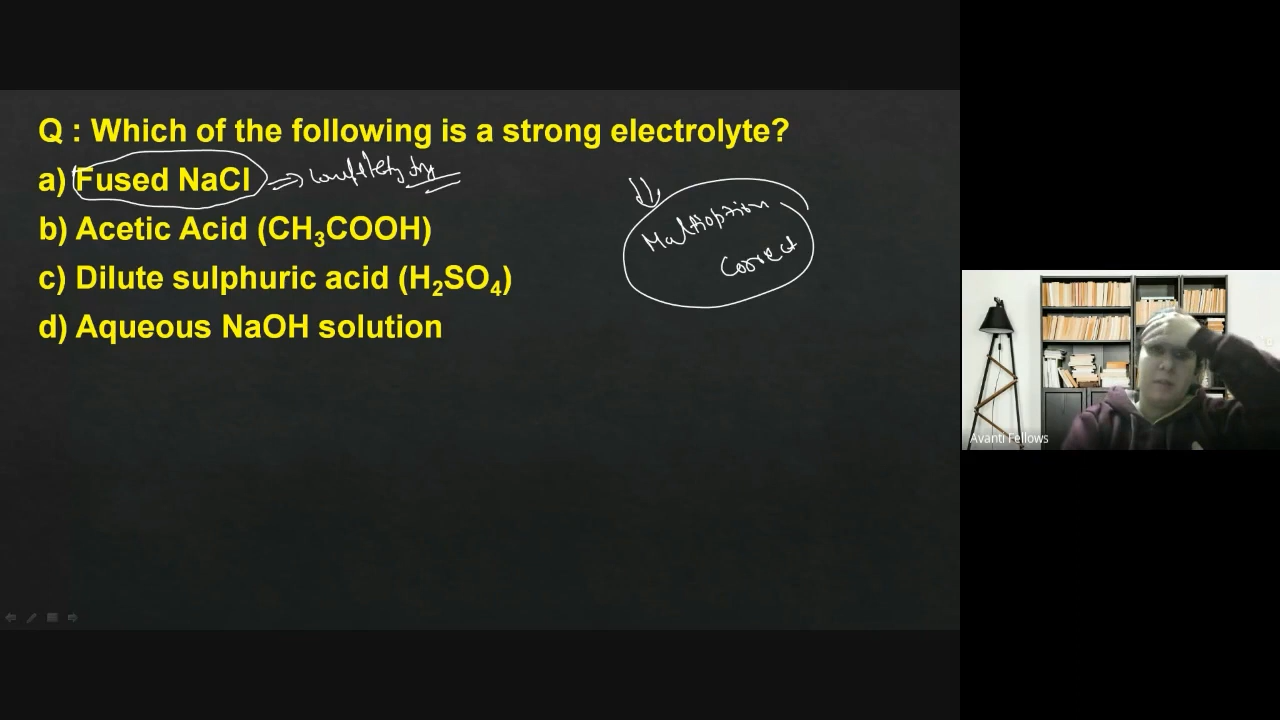 Q : Which of the following is a strong electrolyte?
a) Fused NaCl ⇒ completely
b) Acetic Acid (CH₃COOH)
c) Dilute sulphuric acid (H₂SO₄)
d) Aqueous NaOH solution
Multioption
Correct
Avanti Fellows